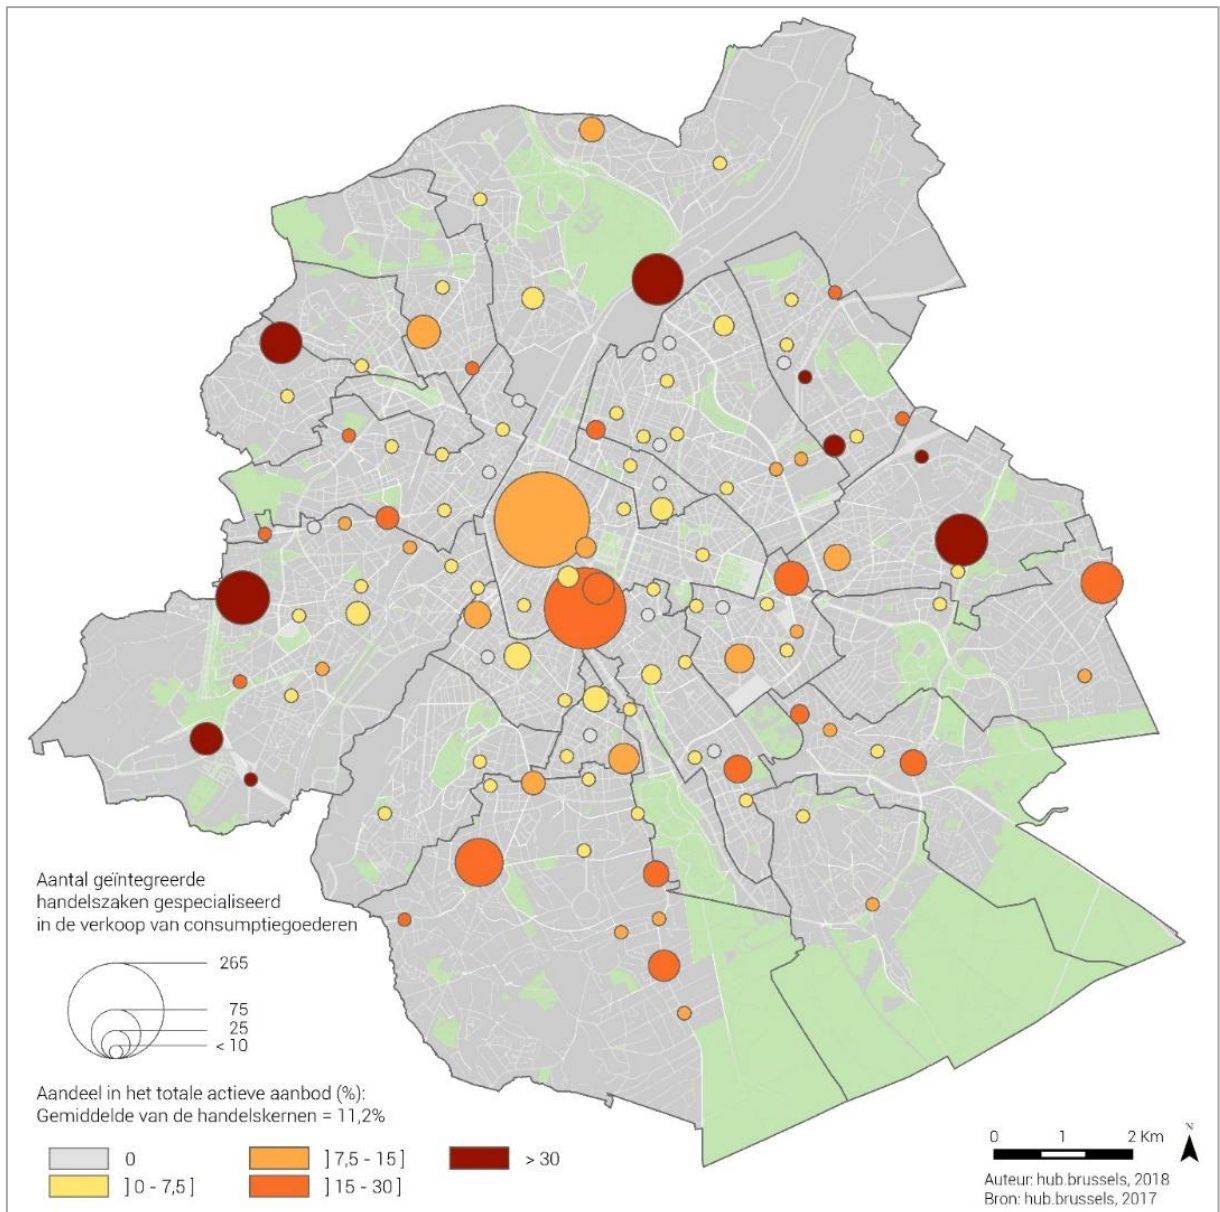 Aantal geïntegreerde
handelszaken gespecialiseerd
in de verkoop van consumptiegoederen
265
75
25
< 10
Aandeel in het totale actieve aanbod (%):
Gemiddelde van de handelskernen = 11,2%
0
] 0 - 7,5 ]
] 7,5 - 15 ]
] 15 - 30 ]
> 30
0 1 2 Km
N
Auteur: hub.brussels, 2018
Bron: hub.brussels, 2017